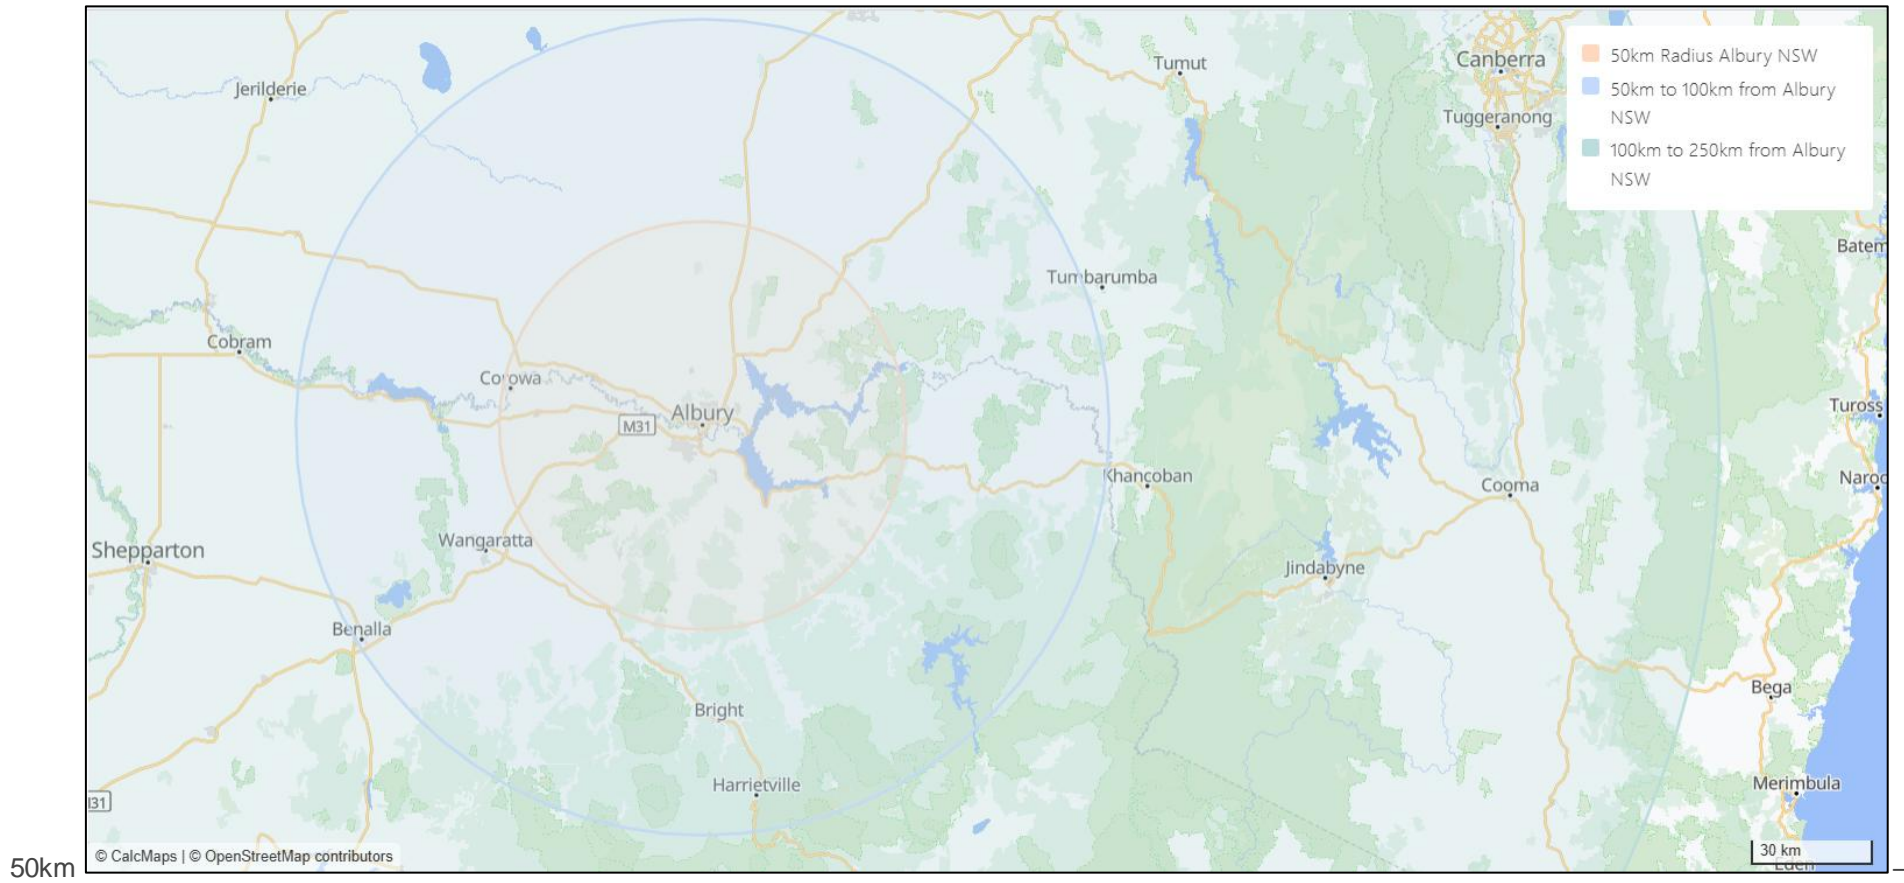 Jerilderie
Tumut
Canberra
Tuggeranong
50km Radius Albury NSW
50km to 100km from Albury
NSW
100km to 250km from Albury
NSW
Batem
Tumbarumba
Cobram
Corowa
Albury
M31
Tuross
Khancoban
Cooma
Naroo
Wangaratta
Shepparton
Jindabyne
Benalla
Bright
Bega
Harrietville
Merimbula
M31
30 km
Eden
© CalcMaps | © OpenStreetMap contributors
50km